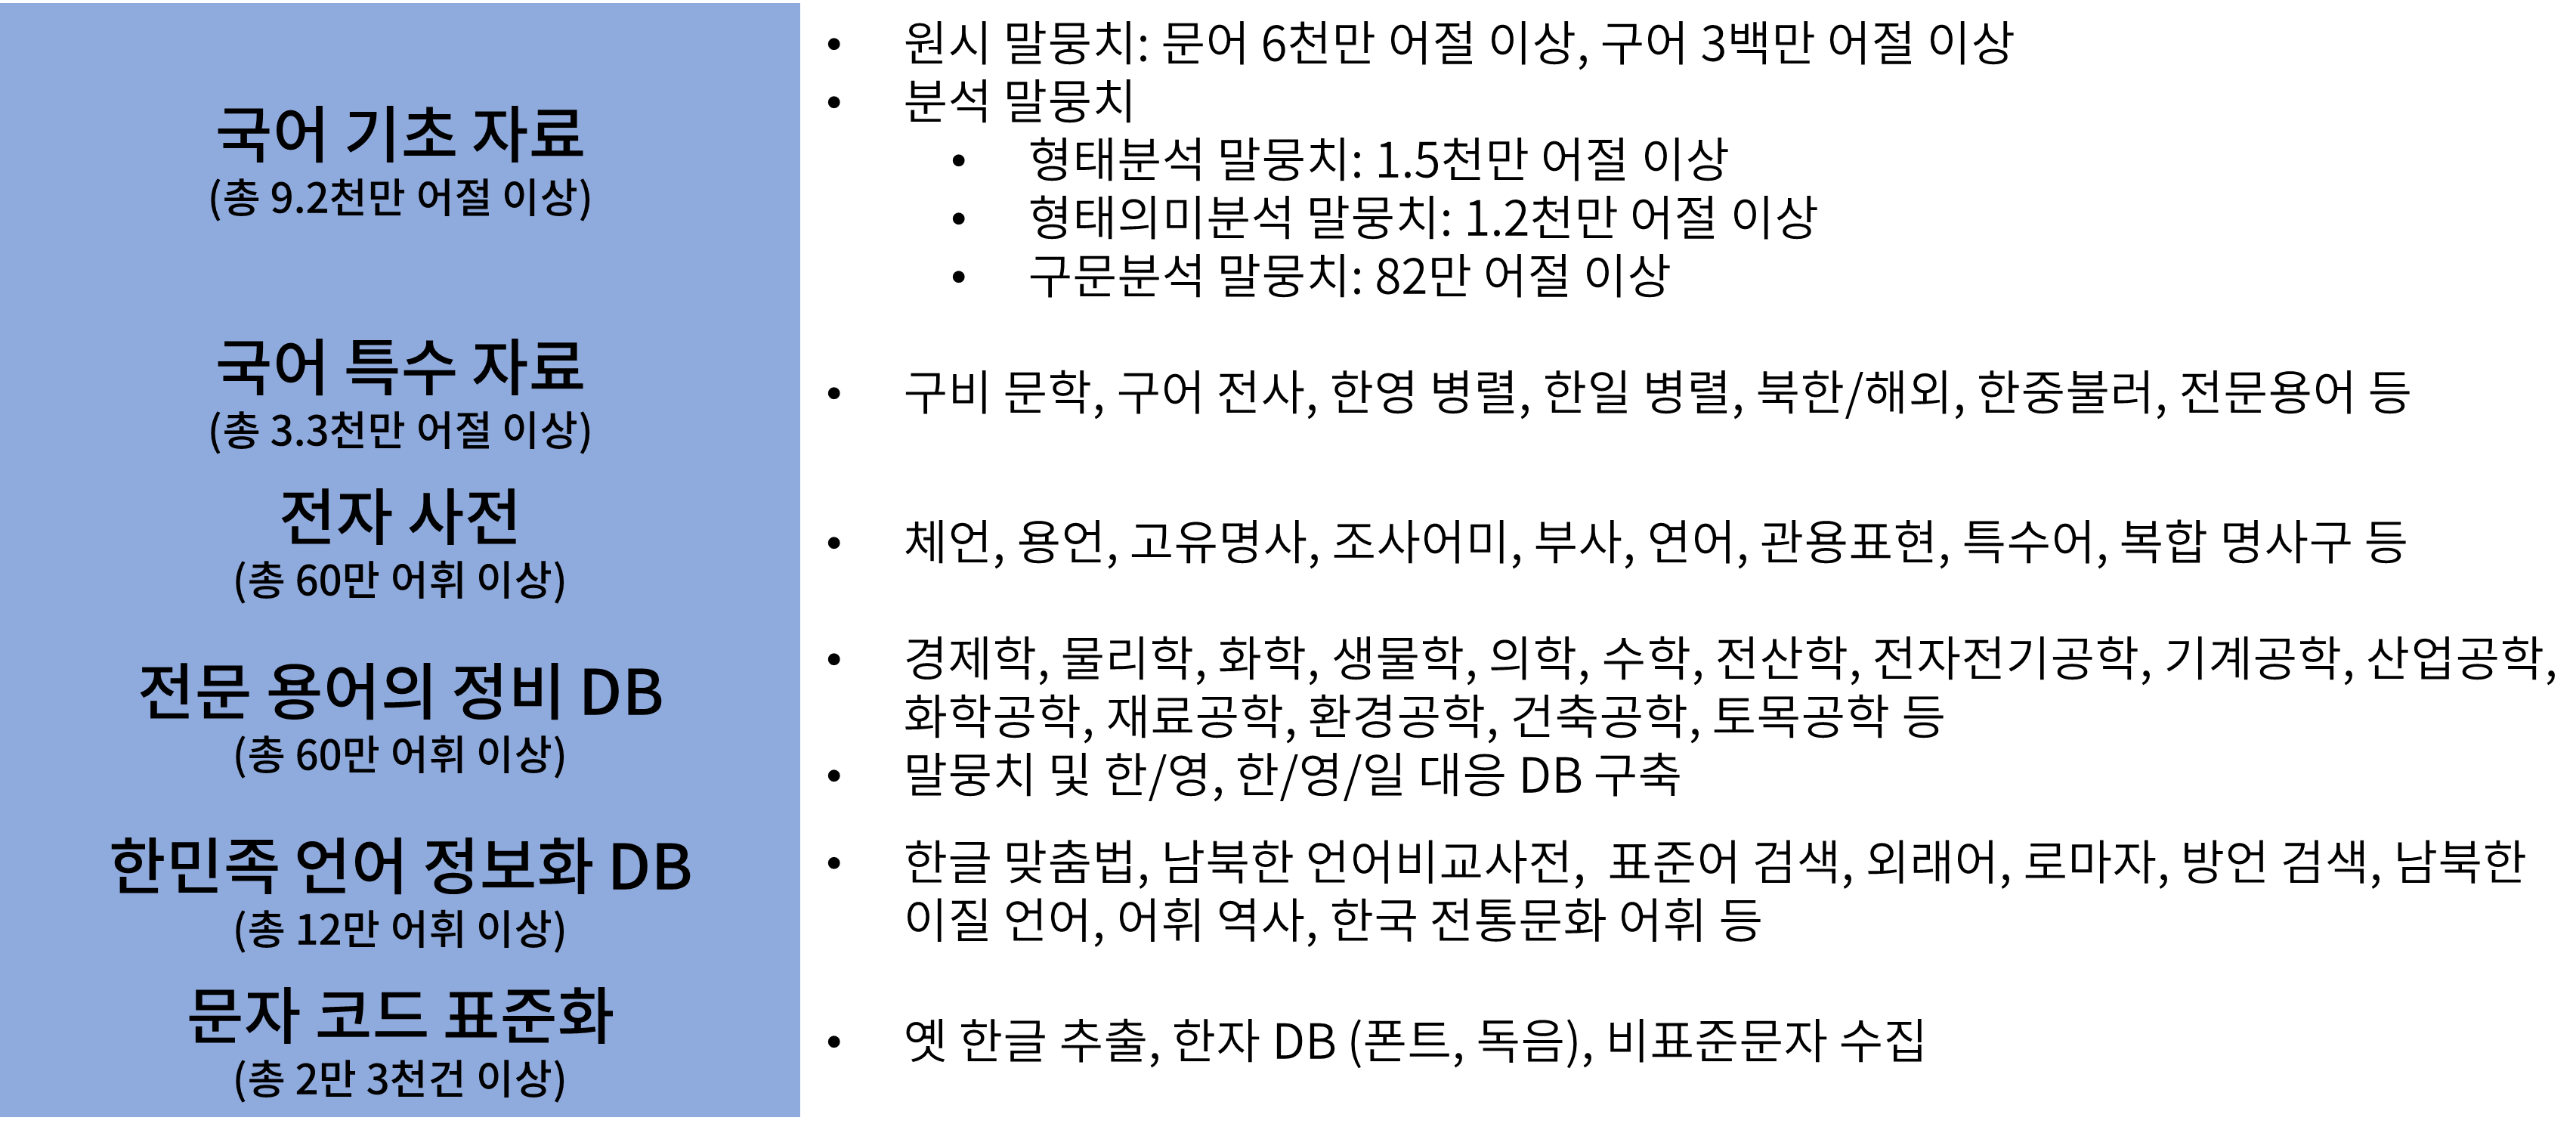 국어 기초 자료
(총 9.2천만 어절 이상)
• 원시 말뭉치: 문어 6천만 어절 이상, 구어 3백만 어절 이상
• 분석 말뭉치
• 형태분석 말뭉치: 1.5천만 어절 이상
• 형태의미분석 말뭉치: 1.2천만 어절 이상
• 구문분석 말뭉치: 82만 어절 이상
국어 특수 자료
(총 3.3천만 어절 이상)
• 구비 문학, 구어 전사, 한영 병렬, 한일 병렬, 북한/해외, 한중불러, 전문용어 등
전자 사전
(총 60만 어휘 이상)
• 체언, 용언, 고유명사, 조사어미, 부사, 연어, 관용표현, 특수어, 복합 명사구 등
전문 용어의 정비 DB
(총 60만 어휘 이상)
• 경제학, 물리학, 화학, 생물학, 의학, 수학, 전산학, 전자전기공학, 기계공학, 산업공학,
화학공학, 재료공학, 환경공학, 건축공학, 토목공학 등
• 말뭉치 및 한/영, 한/영/일 대응 DB 구축
한민족 언어 정보화 DB
(총 12만 어휘 이상)
• 한글 맞춤법, 남북한 언어비교사전, 표준어 검색, 외래어, 로마자, 방언 검색, 남북한
이질 언어, 어휘 역사, 한국 전통문화 어휘 등
문자 코드 표준화
(총 2만 3천건 이상)
• 옛 한글 추출, 한자 DB (폰트, 독음), 비표준문자 수집